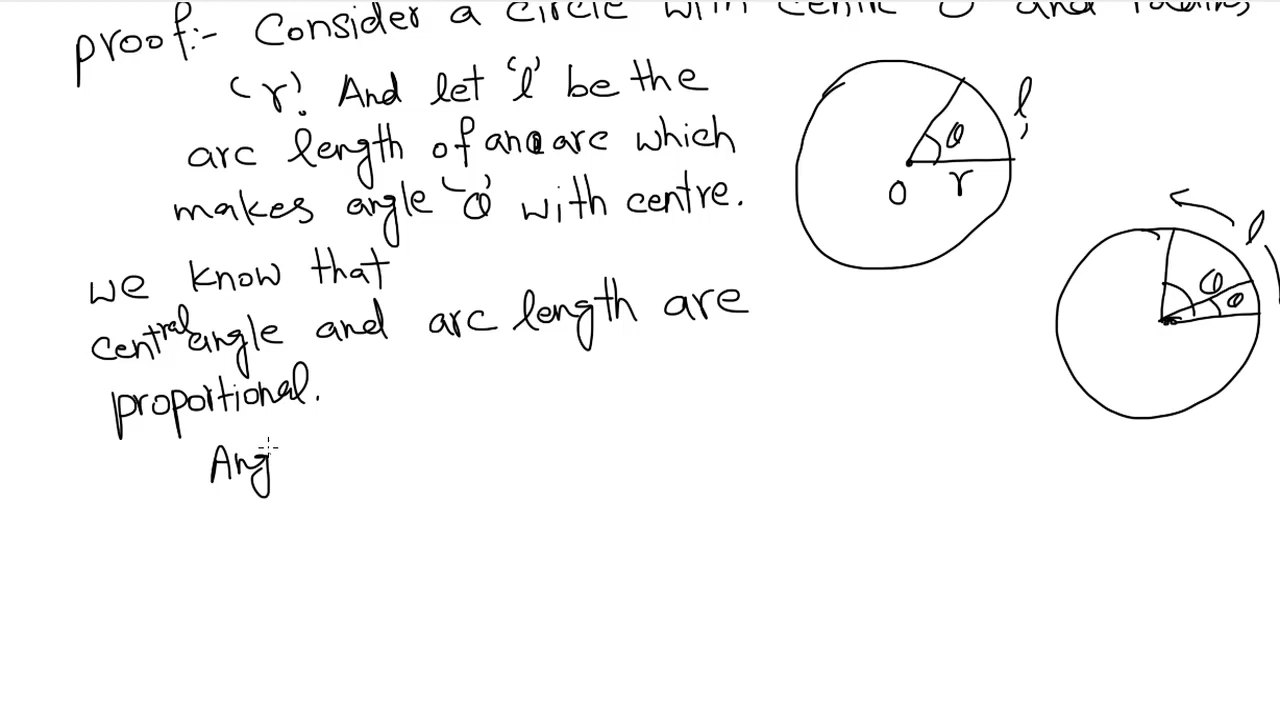 proof:- Consider a circle with centre O and radius
'r'. And let 'l' be the
arc length of an arc which
makes angle 'θ' with centre.
we know that
central angle and arc length are
proportional.
Ang
l
θ
O
r
l
θ
θ